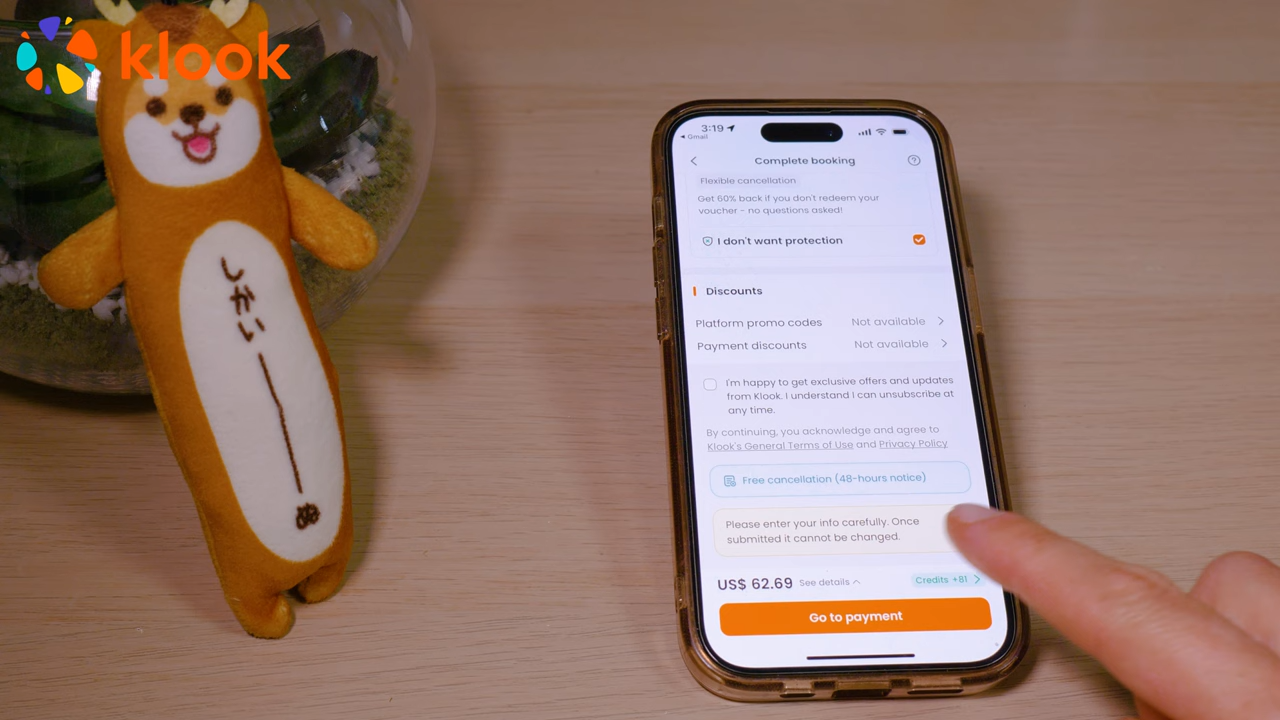 klook
しかいーぬ
3:19
Gmail
Complete booking
Flexible cancellation
Get 60% back if you don't redeem your
voucher - no questions asked!
I don't want protection
Discounts
Platform promo codes Not available
Payment discounts Not available
I'm happy to get exclusive offers and updates
from Klook. I understand I can unsubscribe at
any time.
By continuing, you acknowledge and agree to
Klook's General Terms of Use and Privacy Policy
Free cancellation (48-hours notice)
Please enter your info carefully. Once
submitted it cannot be changed.
US$ 62.69 See details Credits +81
Go to payment